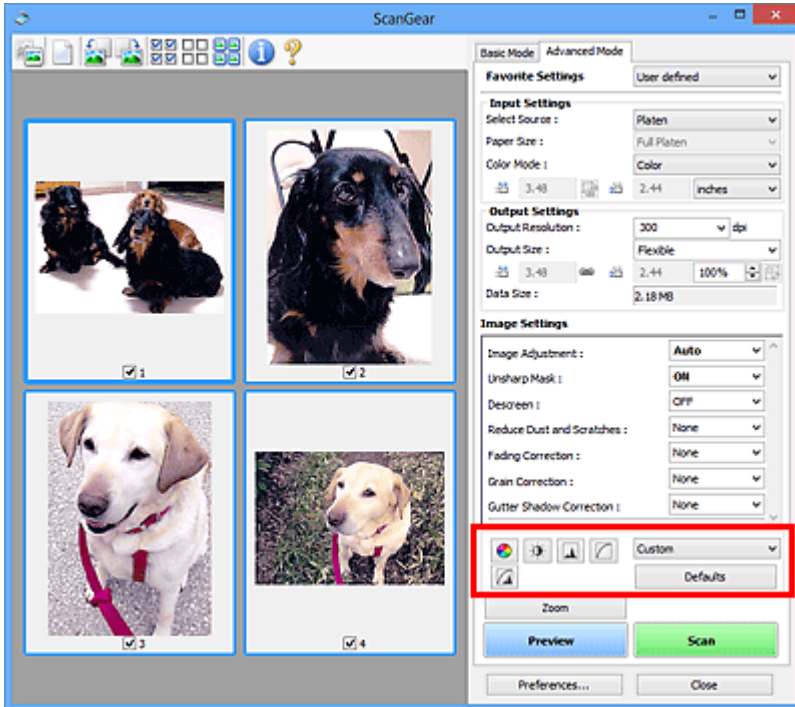 ScanGear
Basic Mode Advanced Mode
Favorite Settings User defined
Input Settings
Select Source : Platen
Paper Size : Full Platen
Color Mode : Color
3.48 2.44 inches
Output Settings
Output Resolution : 300 dpi
Output Size : Flexible
3.48 2.44 100%
Data Size : 2.18 MB
Image Settings
Image Adjustment : Auto
Unsharp Mask : ON
Descreen : OFF
Reduce Dust and Scratches : None
Fading Correction : None
Grain Correction : None
Gutter Shadow Correction : None
Custom
Defaults
Zoom
Preview Scan
Preferences... Close
1
2
3
4